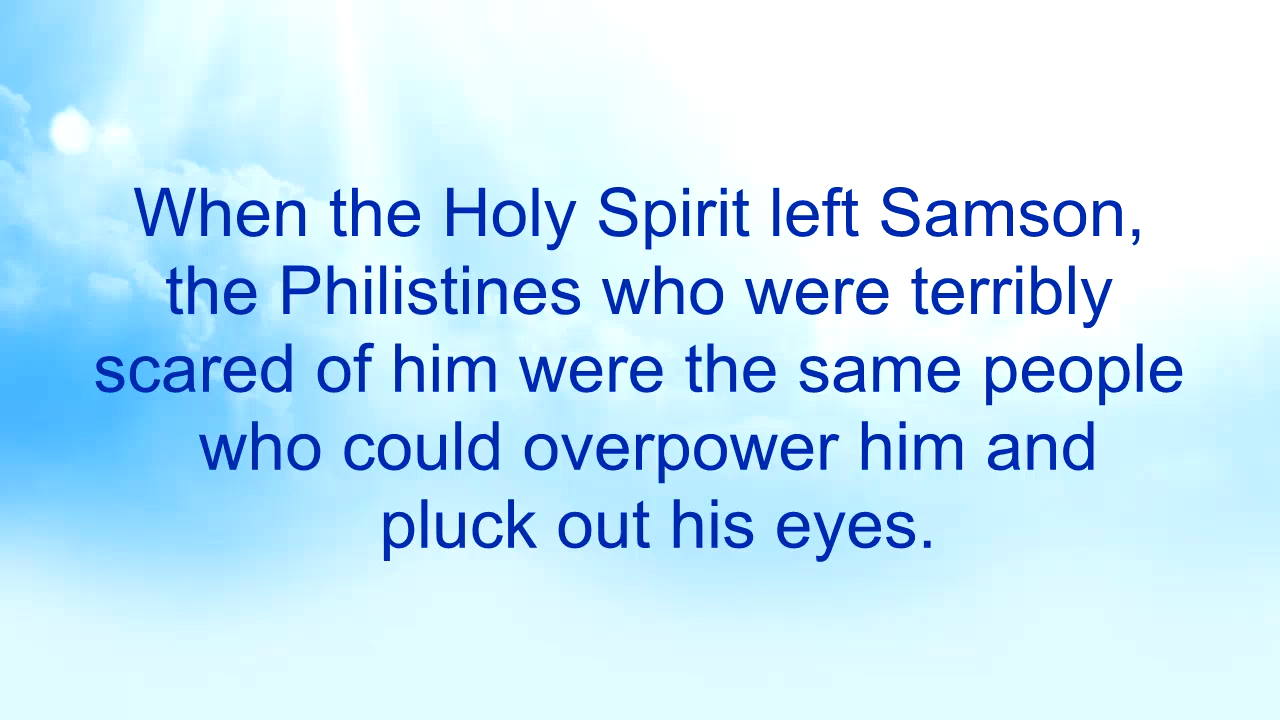 When the Holy Spirit left Samson,
the Philistines who were terribly
scared of him were the same people
who could overpower him and
pluck out his eyes.